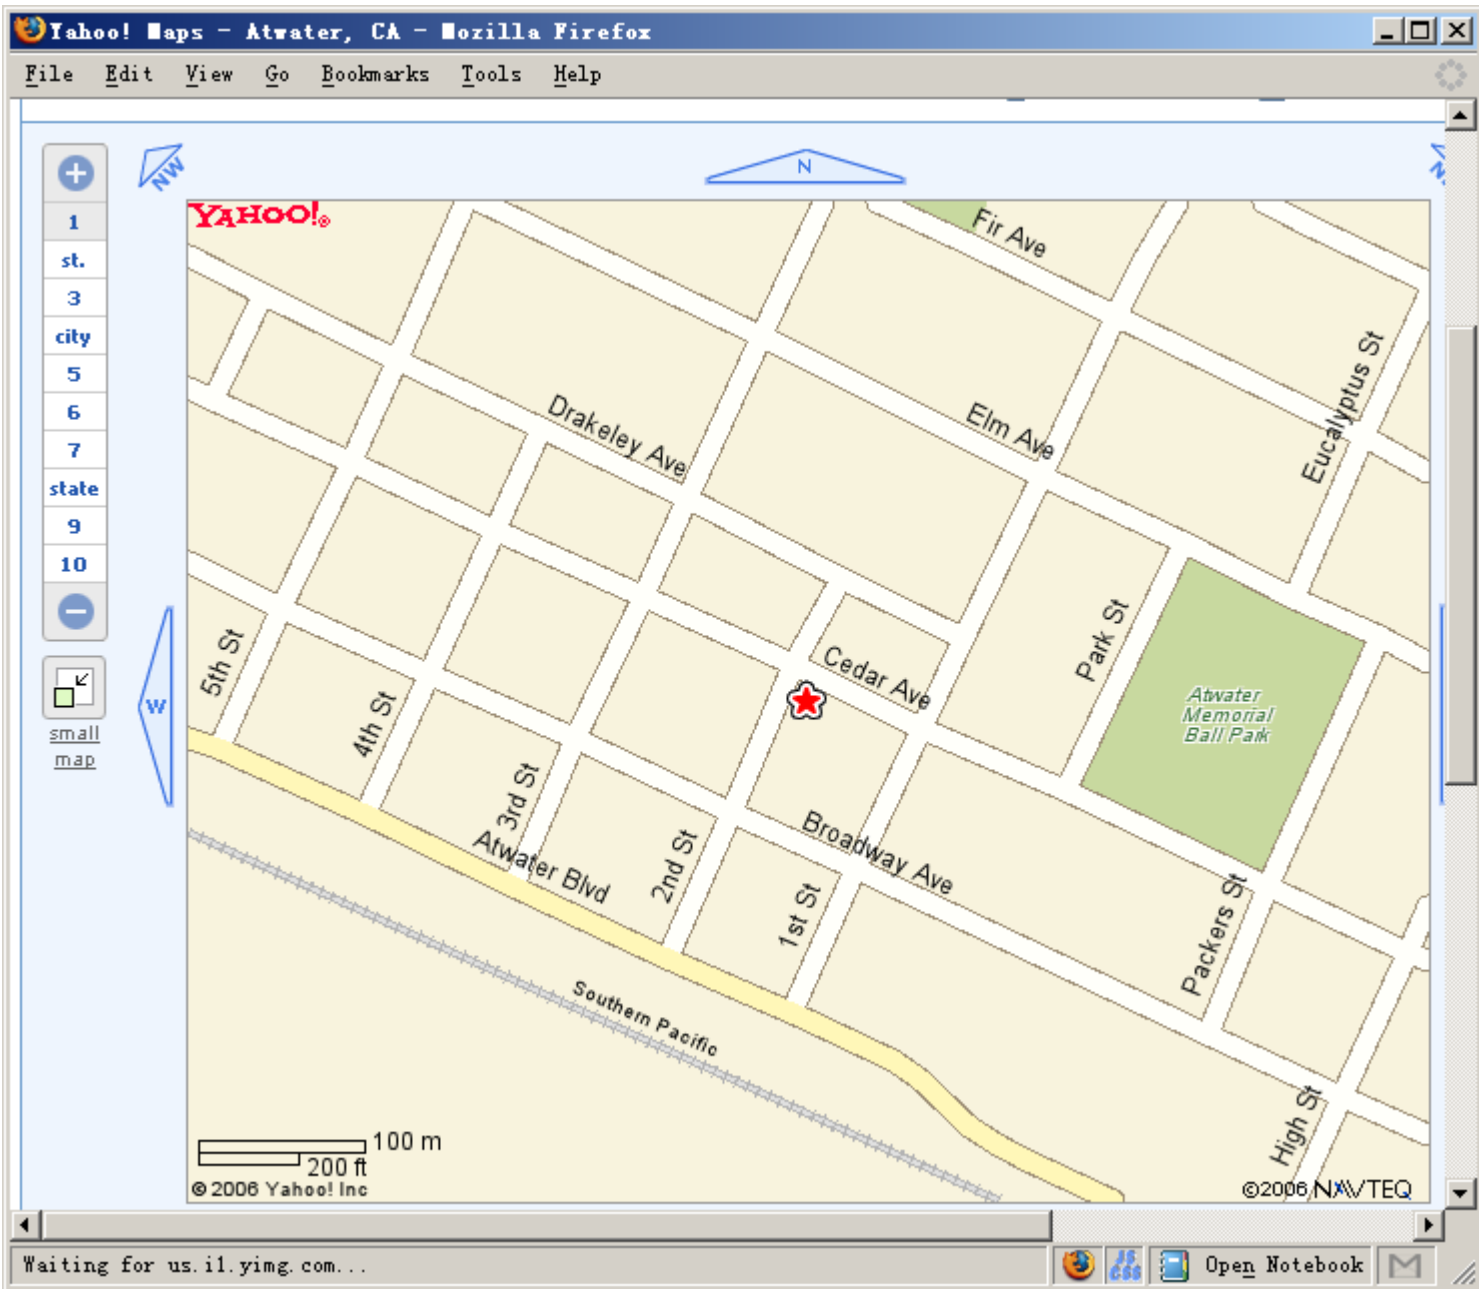 Yahoo! Maps - Atwater, CA - Mozilla Firefox
File Edit View Go Bookmarks Tools Help
NW
N
1
st.
3
city
5
6
7
state
9
10
small
map
W
YAHOO!®
Fir Ave
Eucalyptus St
Drakeley Ave
Elm Ave
Park St
5th St
Cedar Ave
4th St
Atwater
Memorial
Ball Park
3rd St
Atwater Blvd
2nd St
Broadway Ave
1st St
Packers St
Southern Pacific
High St
100 m
200 ft
©2006 Yahoo! Inc
©2006 NAVTEQ
Waiting for us.i1.yimg.com...
JS
CSS
Open Notebook